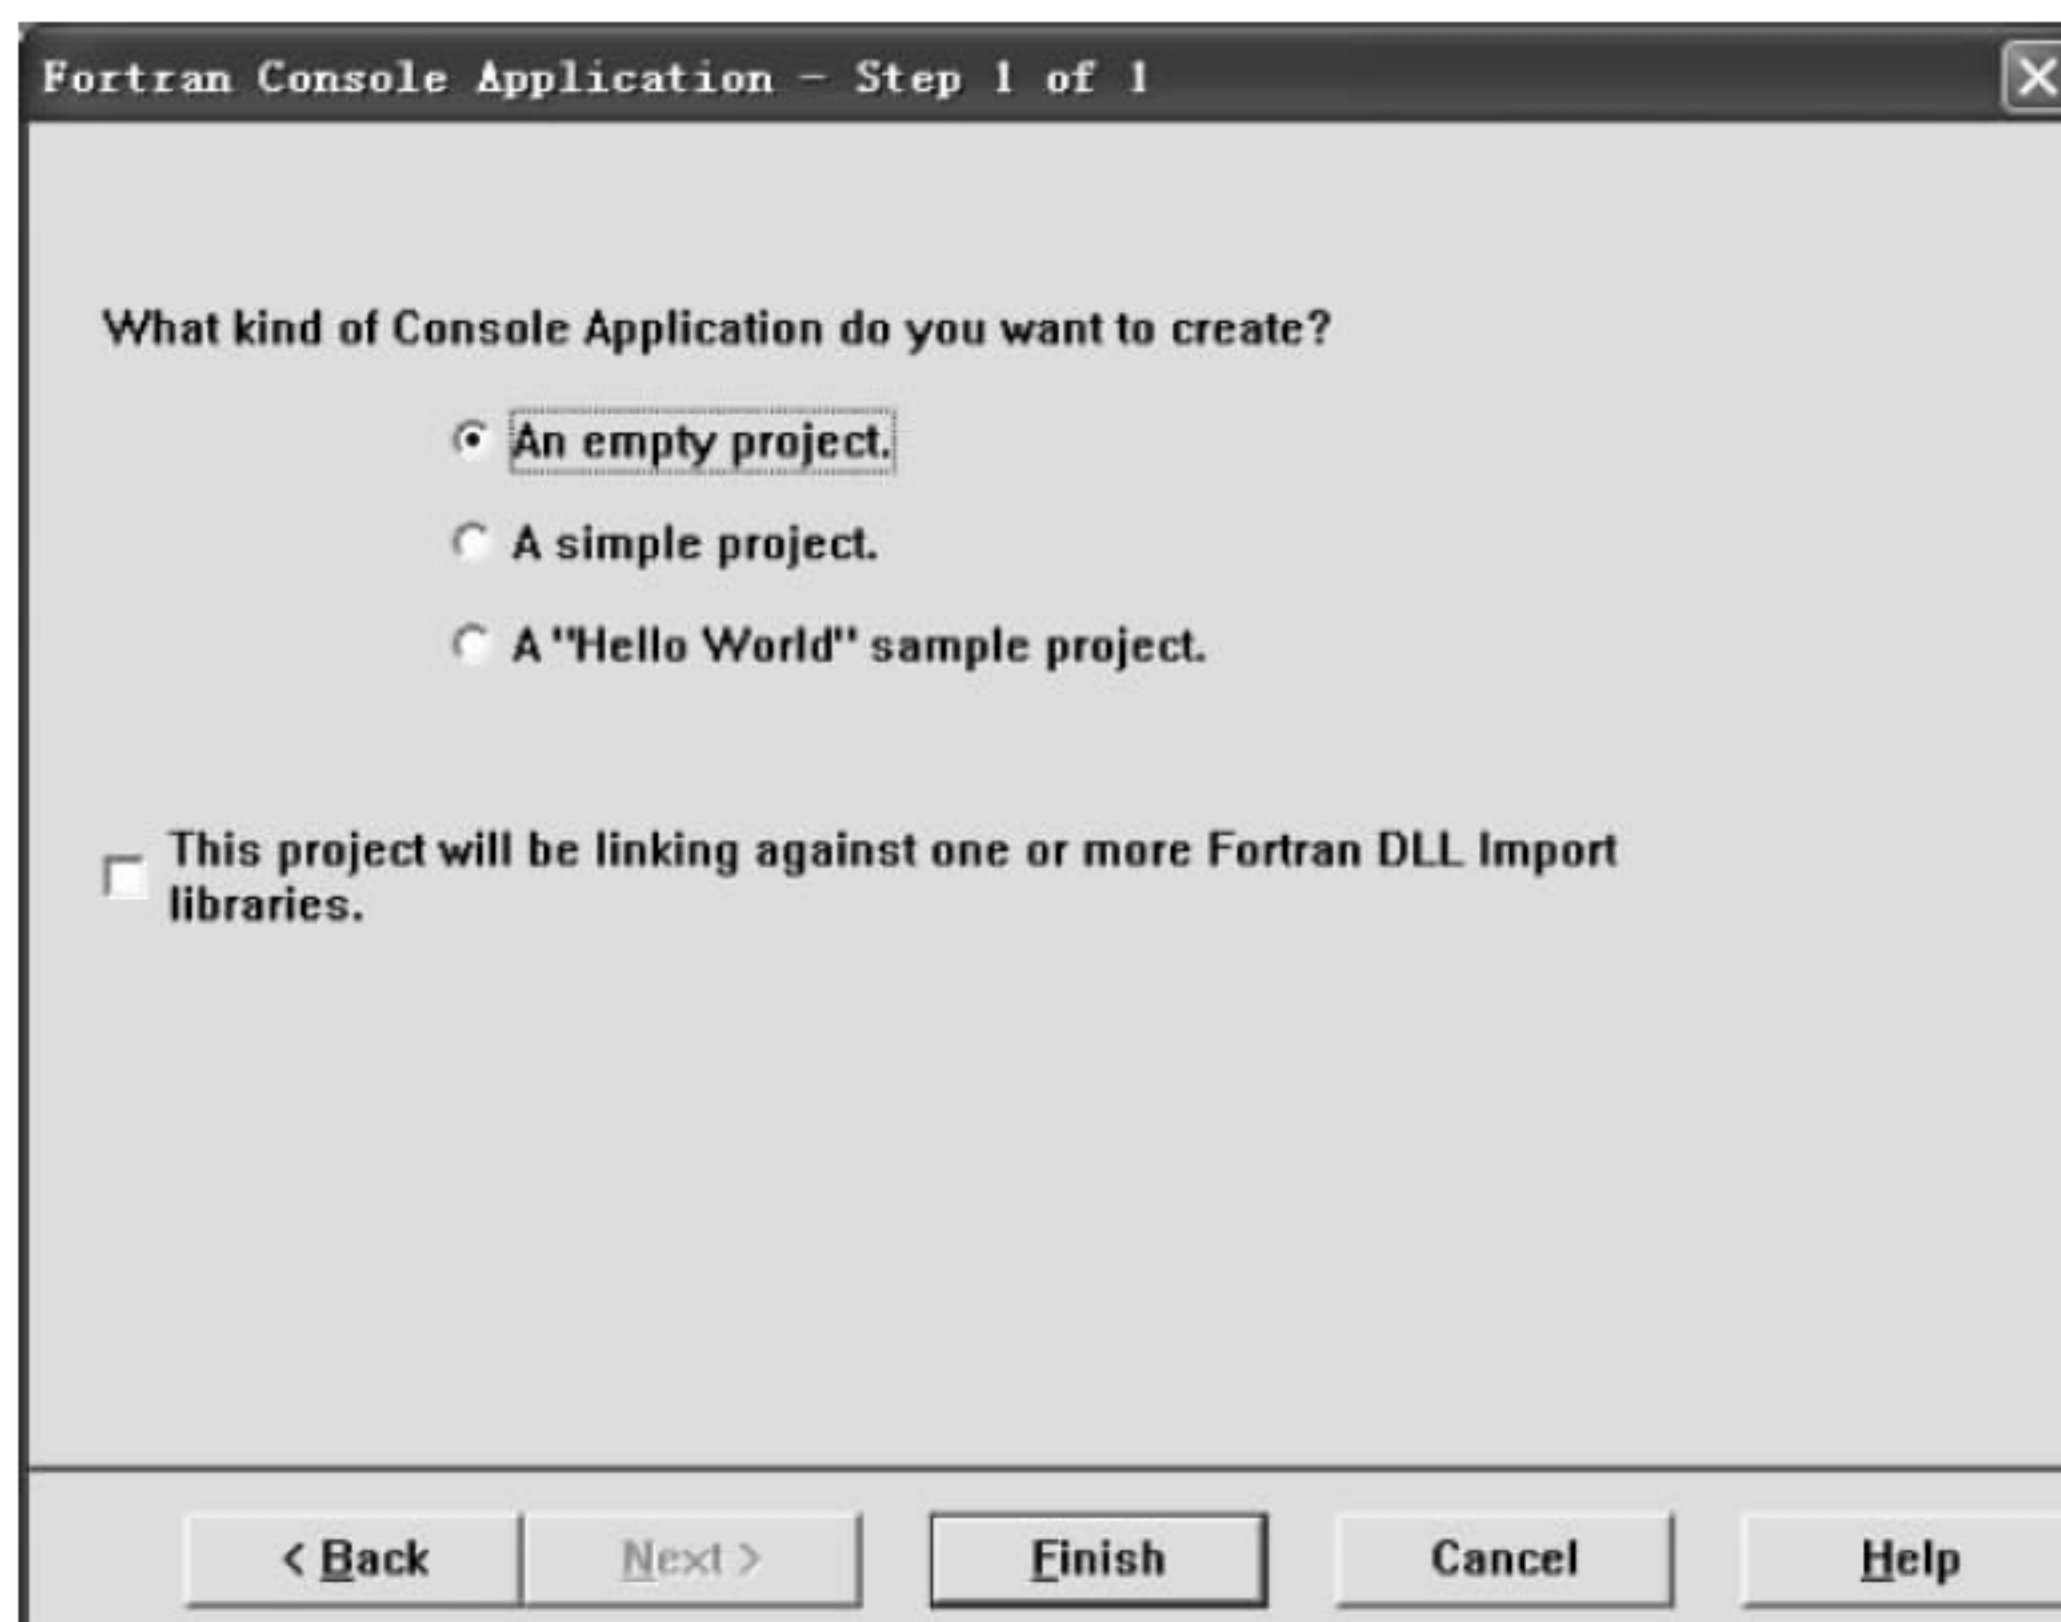 Fortran Console Application - Step 1 of 1
What kind of Console Application do you want to create?
An empty project.
A simple project.
A "Hello World" sample project.
This project will be linking against one or more Fortran DLL Import
libraries.
< Back
Next >
Finish
Cancel
Help